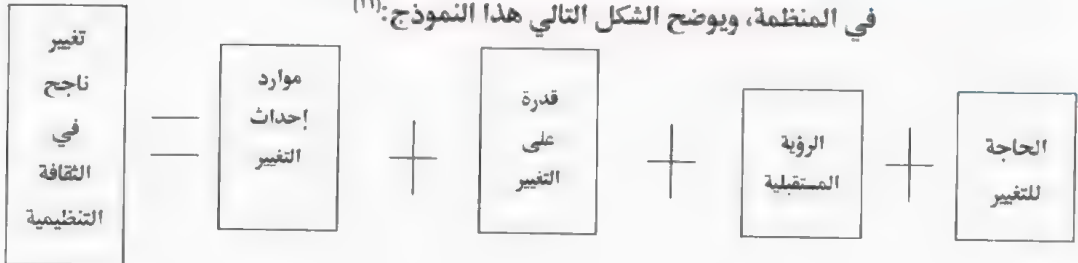 في المنظمة، ويوضح الشكل التالي هذا النموذج:(١١)
الحاجة
للتغيير
+
الرؤية
المستقبلية
+
قدرة
على
التغيير
+
موارد
إحداث
التغيير
=
تغيير
ناجح
في
الثقافة
التنظيمية